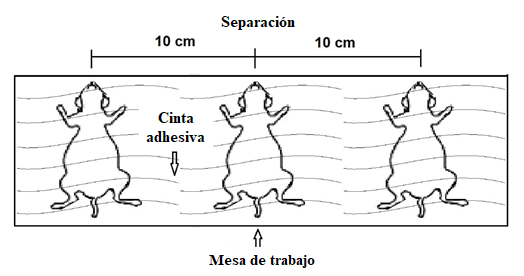 Separación
10 cm
10 cm
Cinta
adhesiva
Mesa de trabajo